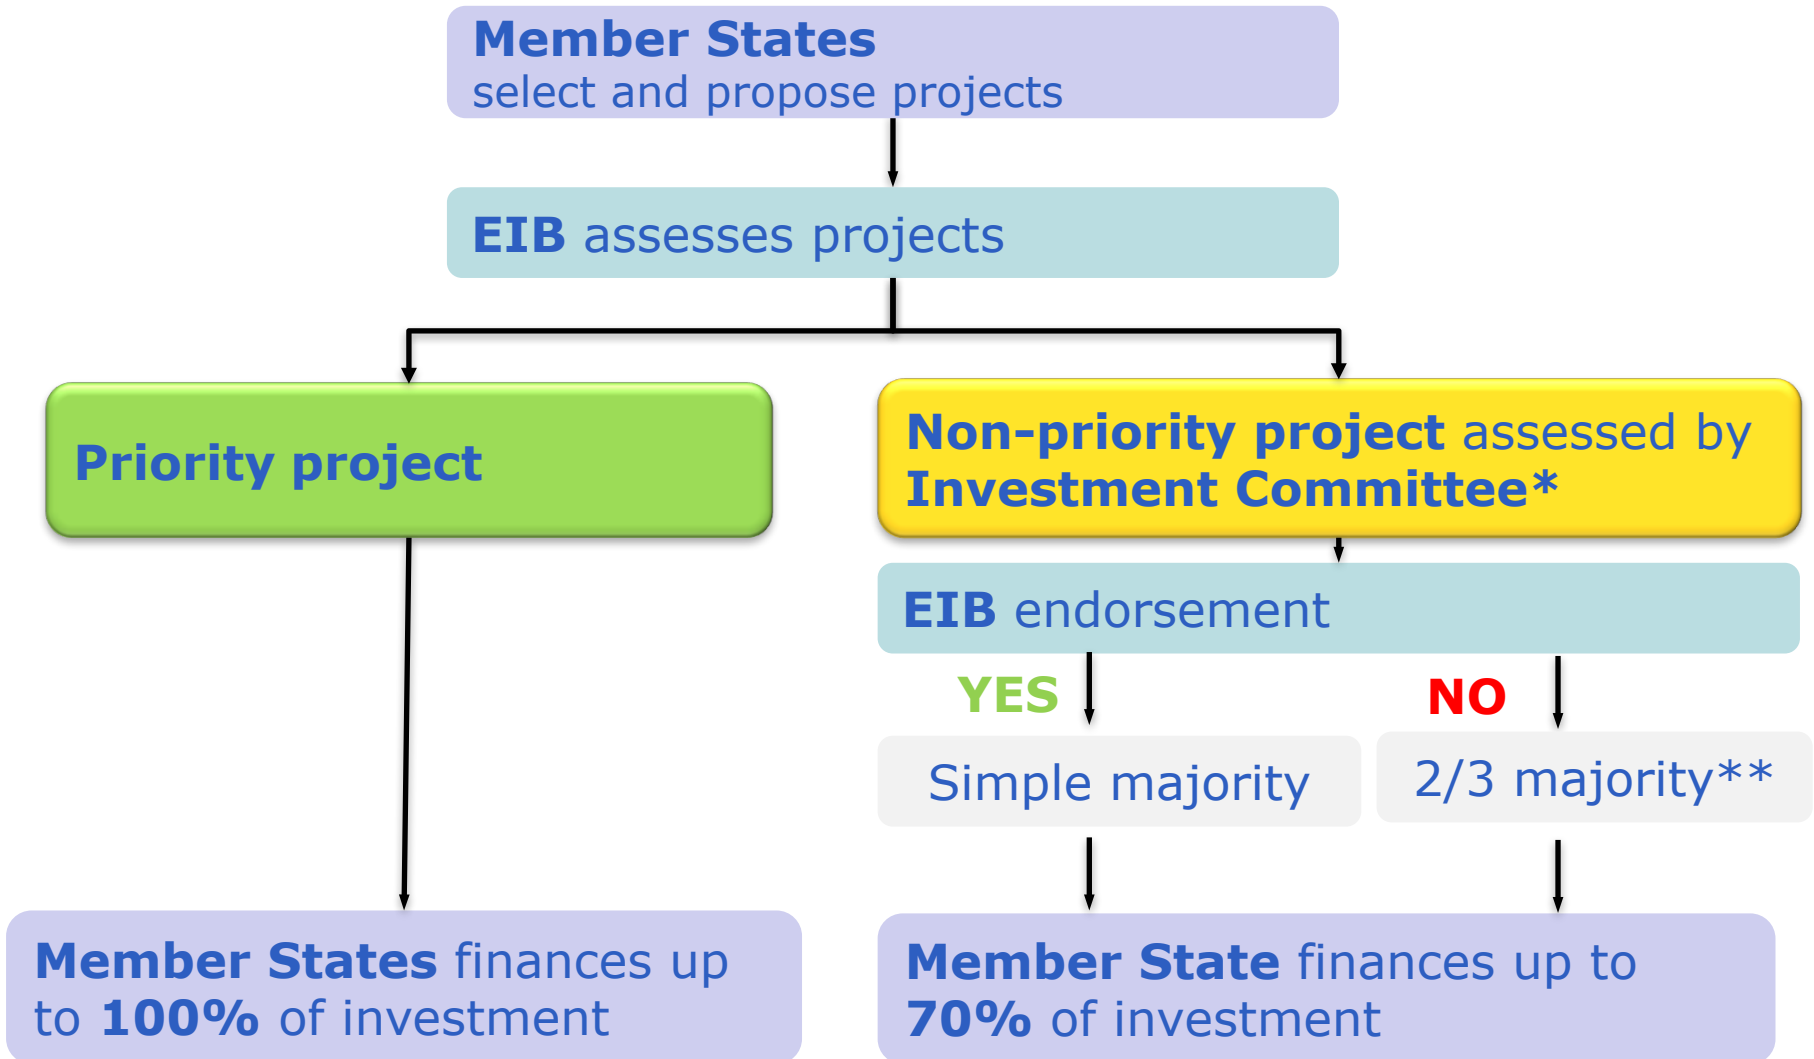 Member States
select and propose projects
EIB assesses projects
Priority project
Non-priority project assessed by
Investment Committee*
EIB endorsement
YES
NO
Simple majority
2/3 majority**
Member States finances up
to 100% of investment
Member State finances up to
70% of investment